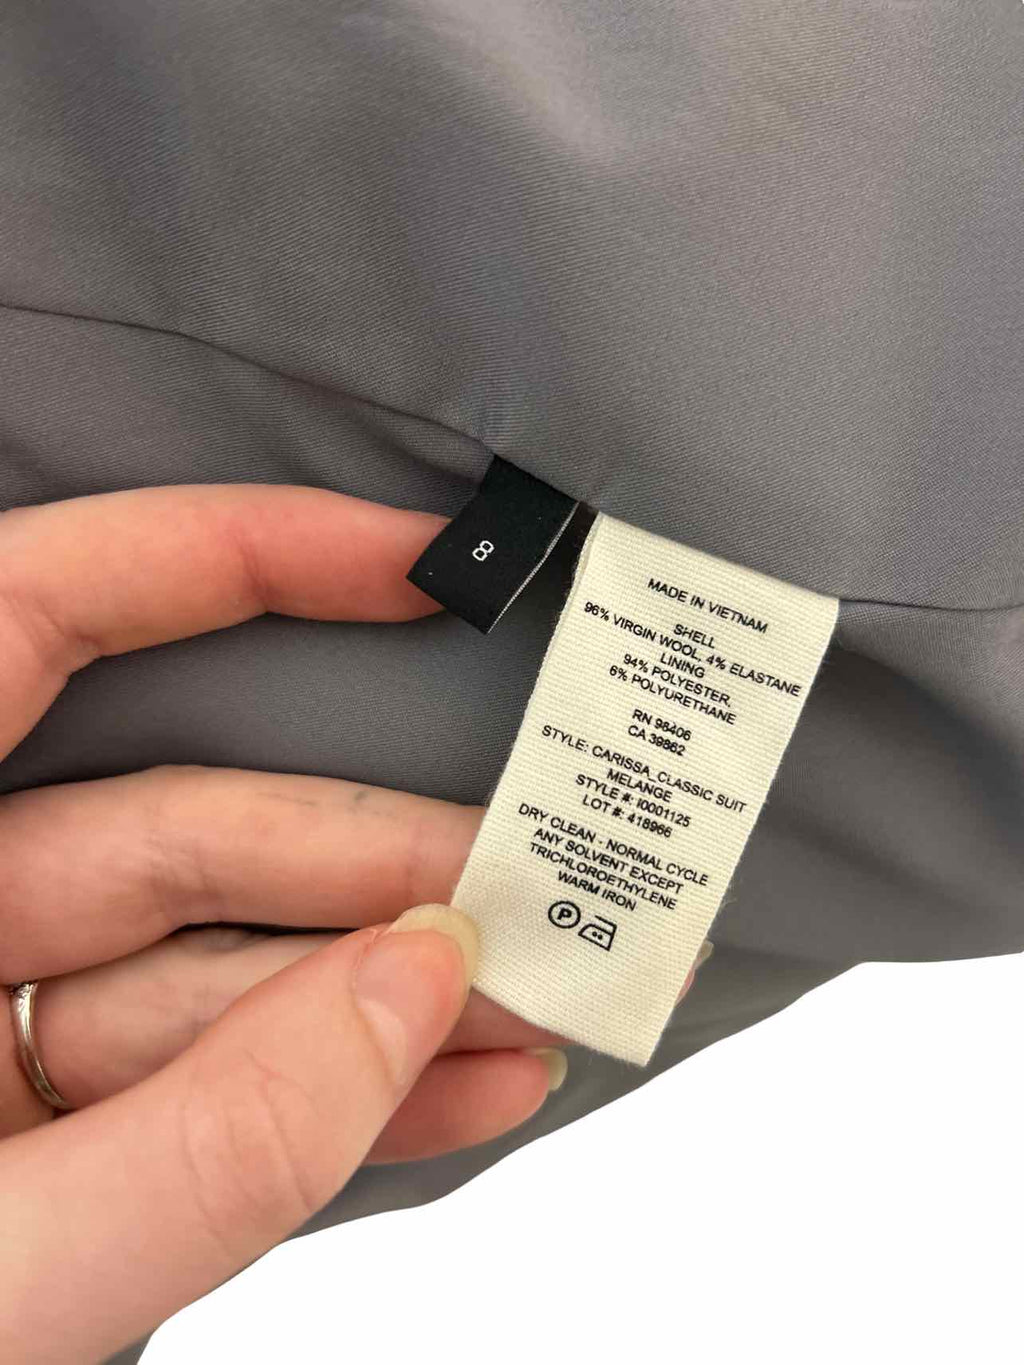 8
MADE IN VIETNAM
SHELL
96% VIRGIN WOOL, 4% ELASTANE
LINING
94% POLYESTER,
6% POLYURETHANE
RN 98406
CA 39862
STYLE: CARISSA_CLASSIC SUIT
MELANGE
STYLE #: I0001125
LOT #: 418966
DRY CLEAN - NORMAL CYCLE
ANY SOLVENT EXCEPT
TRICHLOROETHYLENE
WARM IRON
P